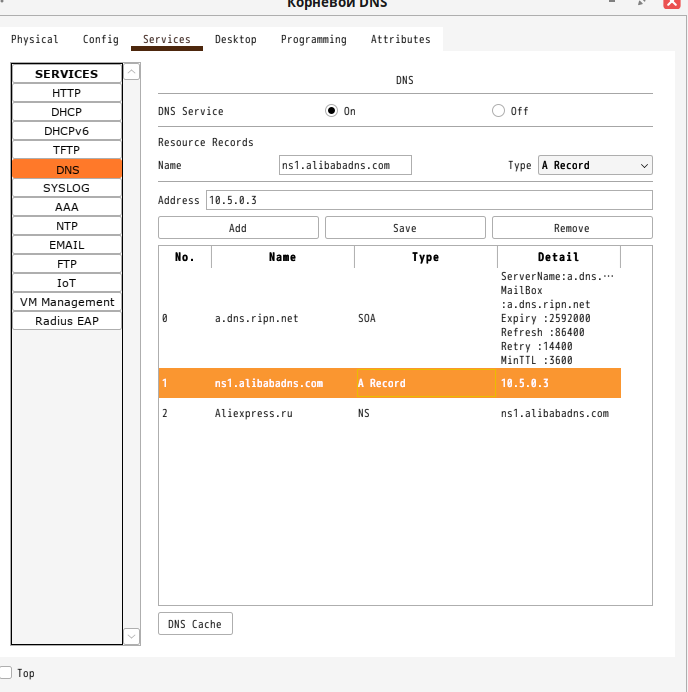 Корневой DNS
Physical Config Services Desktop Programming Attributes
SERVICES
HTTP
DHCP
DHCPv6
TFTP
DNS
SYSLOG
AAA
NTP
EMAIL
FTP
IoT
VM Management
Radius EAP
DNS
DNS Service On Off
Resource Records
Name ns1.alibabadns.com Type A Record
Address 10.5.0.3
Add Save Remove
No. Name Type Detail
0 a.dns.ripn.net SOA
ServerName:a.dns.⋯
MailBox
:a.dns.ripn.net
Expiry :2592000
Refresh :86400
Retry :14400
MinTTL :3600
1 ns1.alibabadns.com A Record 10.5.0.3
2 Aliexpress.ru NS ns1.alibabadns.com
DNS Cache
Top